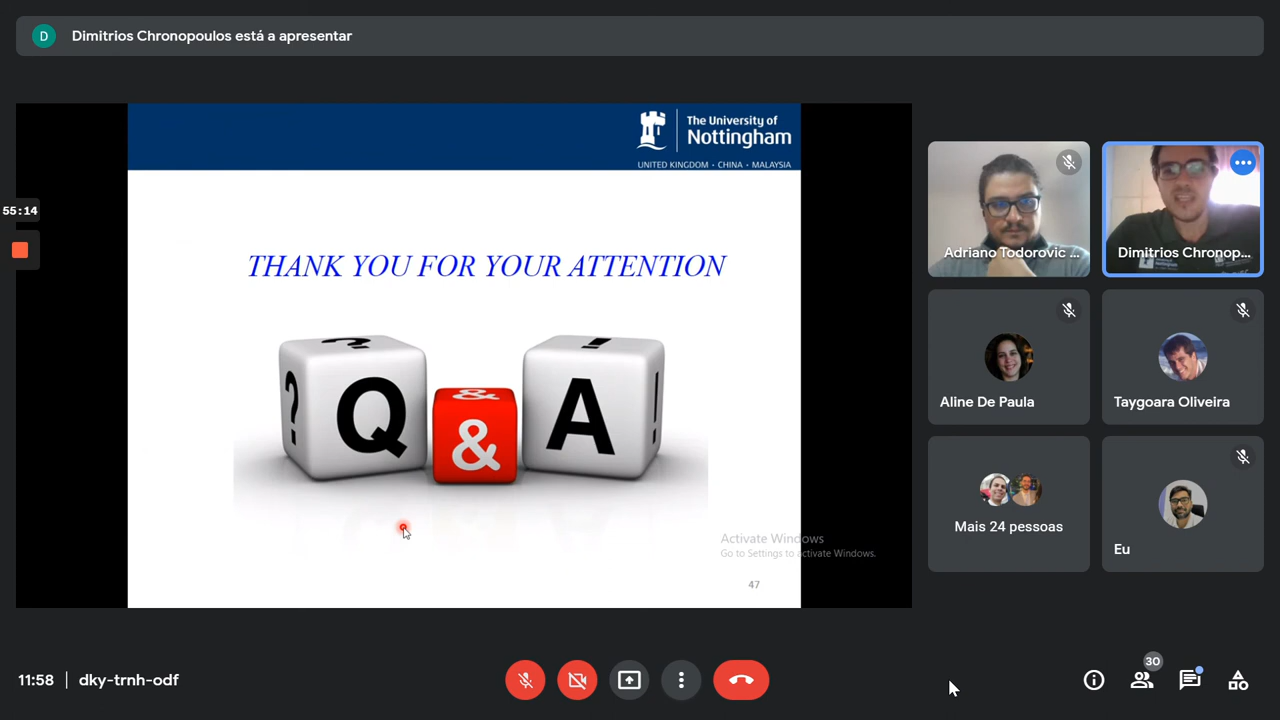 D Dimitrios Chronopoulos está a apresentar
The University of
Nottingham
UNITED KINGDOM • CHINA • MALAYSIA
55:14
THANK YOU FOR YOUR ATTENTION
? ? Q & & ! A !
Activate Windows
Go to Settings to activate Windows.
47
Adriano Todorovic ...
Dimitrios Chronop...
Aline De Paula
Taygoara Oliveira
Mais 24 pessoas
Eu
11:58 | dky-trnh-odf
30